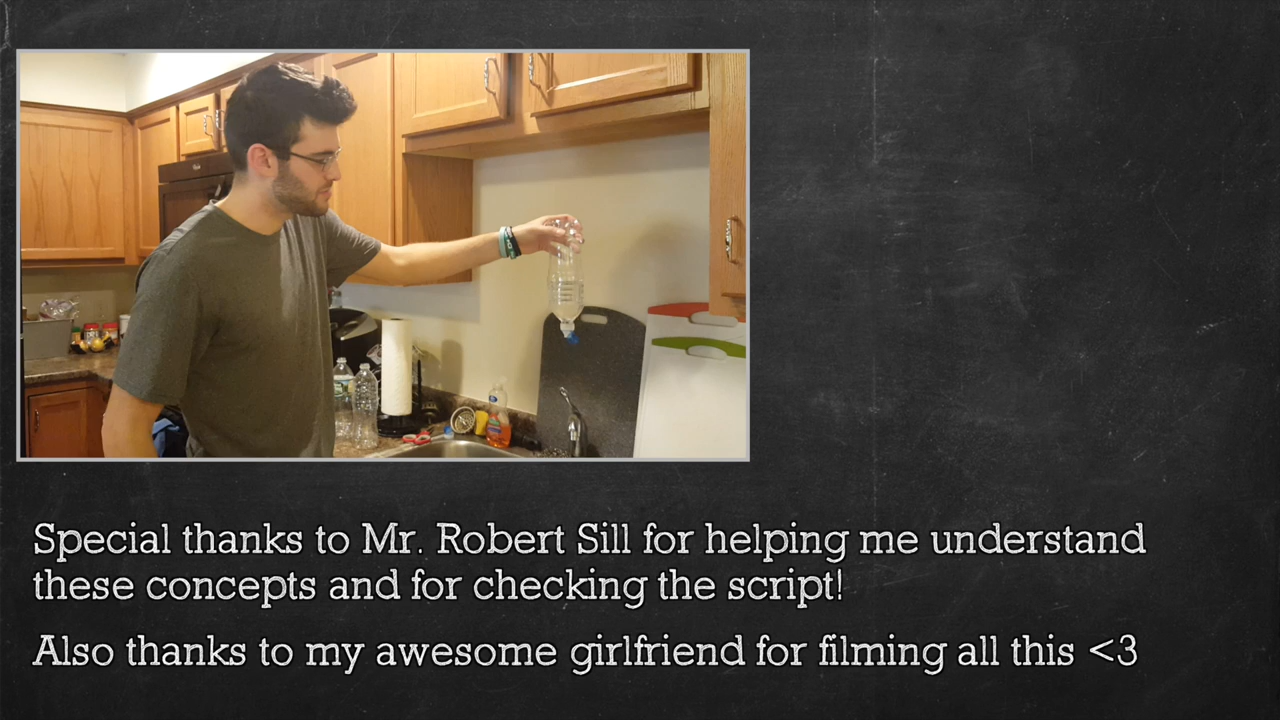 Special thanks to Mr. Robert Sill for helping me understand
these concepts and for checking the script!
Also thanks to my awesome girlfriend for filming all this <3